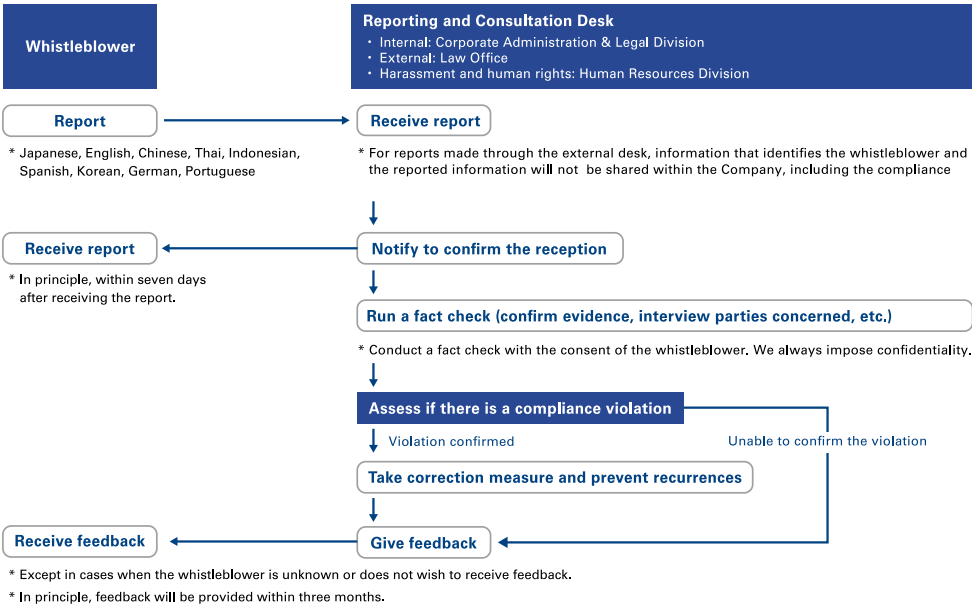 Whistleblower
Reporting and Consultation Desk
・ Internal: Corporate Administration & Legal Division
・ External: Law Office
・ Harassment and human rights: Human Resources Division
Report
Receive report
* Japanese, English, Chinese, Thai, Indonesian,
Spanish, Korean, German, Portuguese
* For reports made through the external desk, information that identifies the whistleblower and
the reported information will not be shared within the Company, including the compliance
Receive report
Notify to confirm the reception
* In principle, within seven days
after receiving the report.
Run a fact check (confirm evidence, interview parties concerned, etc.)
* Conduct a fact check with the consent of the whistleblower. We always impose confidentiality.
Assess if there is a compliance violation
Violation confirmed
Unable to confirm the violation
Take correction measure and prevent recurrences
Receive feedback
Give feedback
* Except in cases when the whistleblower is unknown or does not wish to receive feedback.
* In principle, feedback will be provided within three months.